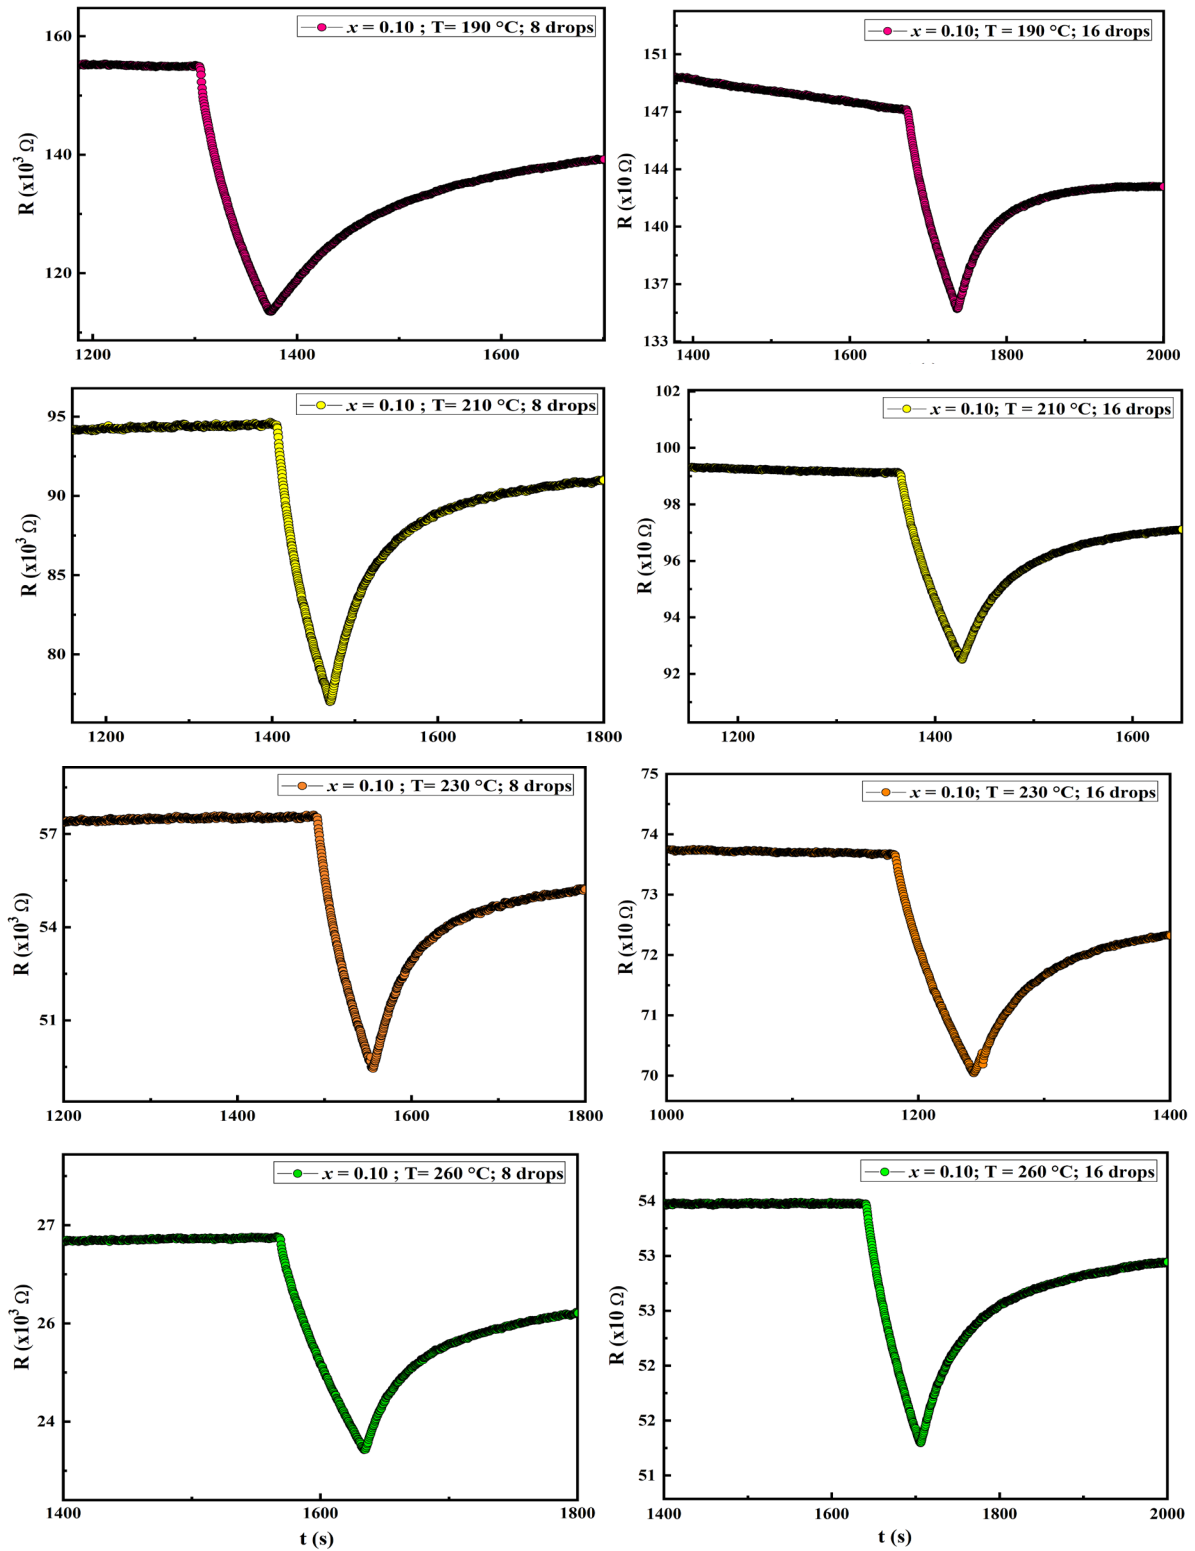 x = 0.10 ; T= 190 °C; 8 drops
160
140
120
R (x10³ Ω)
1200 1400 1600
x = 0.10; T = 190 °C; 16 drops
151
147
144
140
137
133
R (x10 Ω)
1400 1600 1800 2000
x = 0.10 ; T= 210 °C; 8 drops
95
90
85
80
R (x10³ Ω)
1200 1400 1600 1800
x = 0.10; T = 210 °C; 16 drops
102
100
99
98
96
94
92
R (x10 Ω)
1200 1400 1600
x = 0.10 ; T= 230 °C; 8 drops
57
54
51
R (x10³ Ω)
1200 1400 1600 1800
x = 0.10; T = 230 °C; 16 drops
75
74
73
72
71
70
R (x10 Ω)
1000 1200 1400
x = 0.10 ; T= 260 °C; 8 drops
27
26
23
R (x10³ Ω)
1400 1600 1800
t (s)
x = 0.10; T = 260 °C; 16 drops
54
53
53
52
52
51
R (x10 Ω)
1400 1600 1800 2000
t (s)